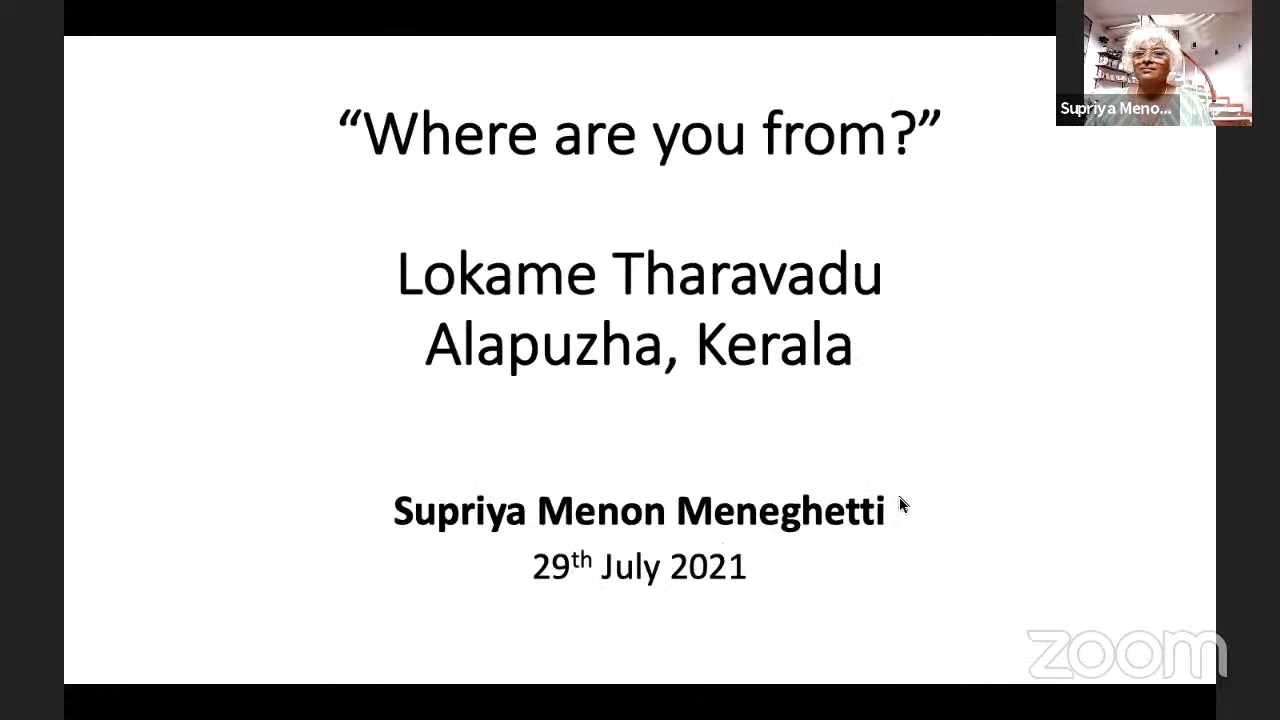 Supriya Meno...
“Where are you from?”
Lokame Tharavadu
Alapuzha, Kerala
Supriya Menon Meneghetti
29th July 2021
zoom